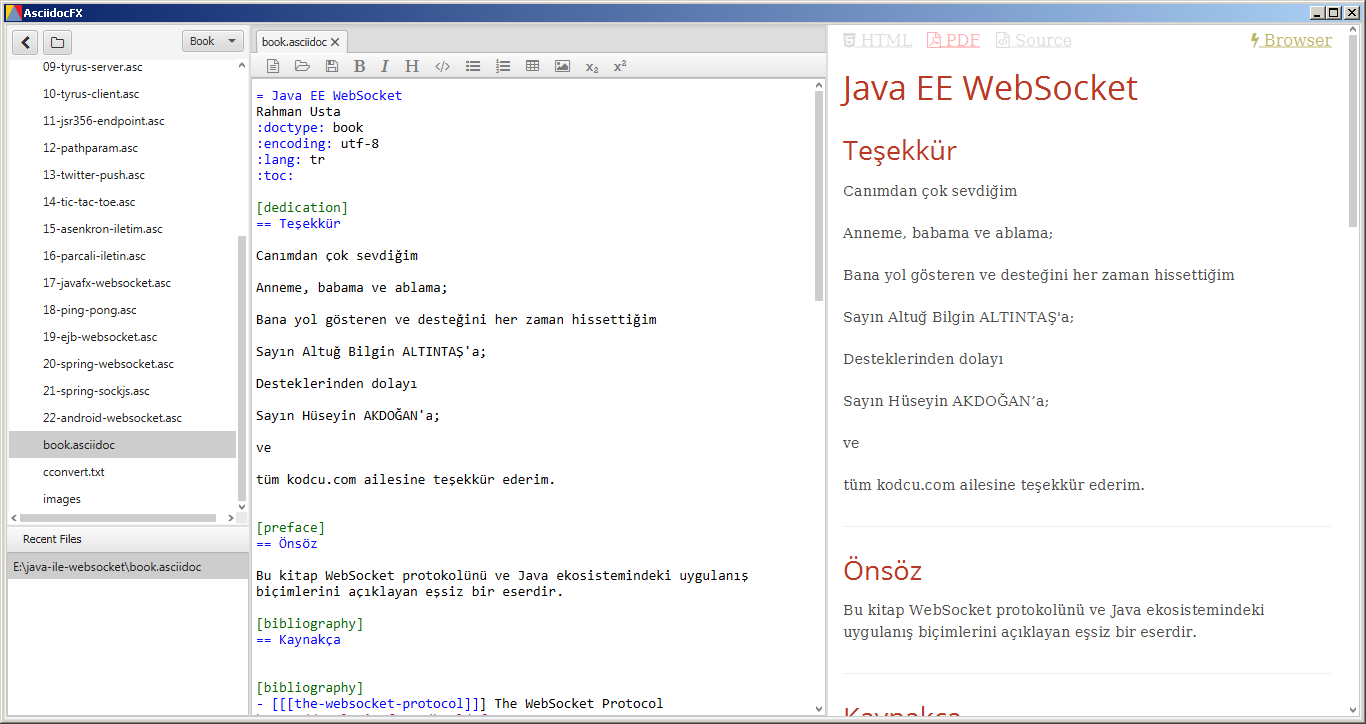 AsciidocFX
Book
09-tyrus-server.asc
10-tyrus-client.asc
11-jsr356-endpoint.asc
12-pathparam.asc
13-twitter-push.asc
14-tic-tac-toe.asc
15-asenkron-iletim.asc
16-parcali-iletin.asc
17-javafx-websocket.asc
18-ping-pong.asc
19-ejb-websocket.asc
20-spring-websocket.asc
21-spring-sockjs.asc
22-android-websocket.asc
book.asciidoc
cconvert.txt
images
Recent Files
E:\java-ile-websocket\book.asciidoc
book.asciidoc
B I H </> x₂ x²
= Java EE WebSocket
Rahman Usta
:doctype: book
:encoding: utf-8
:lang: tr
:toc:
[dedication]
== Teşekkür
Canımdan çok sevdiğim
Anneme, babama ve ablama;
Bana yol gösteren ve desteğini her zaman hissettiğim
Sayın Altuğ Bilgin ALTINTAŞ'a;
Desteklerinden dolayı
Sayın Hüseyin AKDOĞAN'a;
ve
tüm kodcu.com ailesine teşekkür ederim.
[preface]
== Önsöz
Bu kitap WebSocket protokolünü ve Java ekosistemindeki uygulanış
biçimlerini açıklayan eşsiz bir eserdir.
[bibliography]
== Kaynakça
[bibliography]
- [[[the-websocket-protocol]]] The WebSocket Protocol
HTML PDF Source Browser
Java EE WebSocket
Teşekkür
Canımdan çok sevdiğim
Anneme, babama ve ablama;
Bana yol gösteren ve desteğini her zaman hissettiğim
Sayın Altuğ Bilgin ALTINTAŞ'a;
Desteklerinden dolayı
Sayın Hüseyin AKDOĞAN’a;
ve
tüm kodcu.com ailesine teşekkür ederim.
Önsöz
Bu kitap WebSocket protokolünü ve Java ekosistemindeki
uygulanış biçimlerini açıklayan eşsiz bir eserdir.
Kaynakça